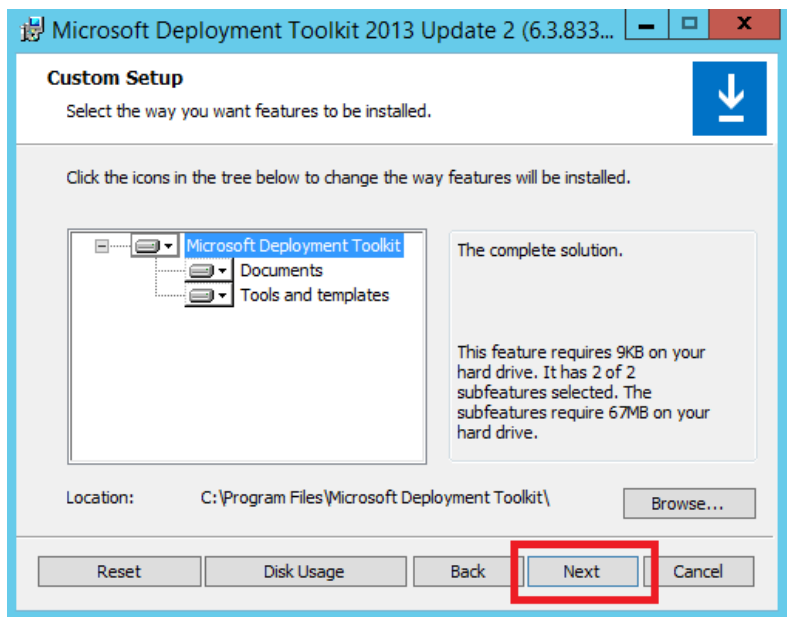 Microsoft Deployment Toolkit 2013 Update 2 (6.3.833...
Custom Setup
Select the way you want features to be installed.
Click the icons in the tree below to change the way features will be installed.
Microsoft Deployment Toolkit
Documents
Tools and templates
The complete solution.
This feature requires 9KB on your
hard drive. It has 2 of 2
subfeatures selected. The
subfeatures require 67MB on your
hard drive.
Location: C:\Program Files\Microsoft Deployment Toolkit\
Browse...
Reset Disk Usage Back Next Cancel